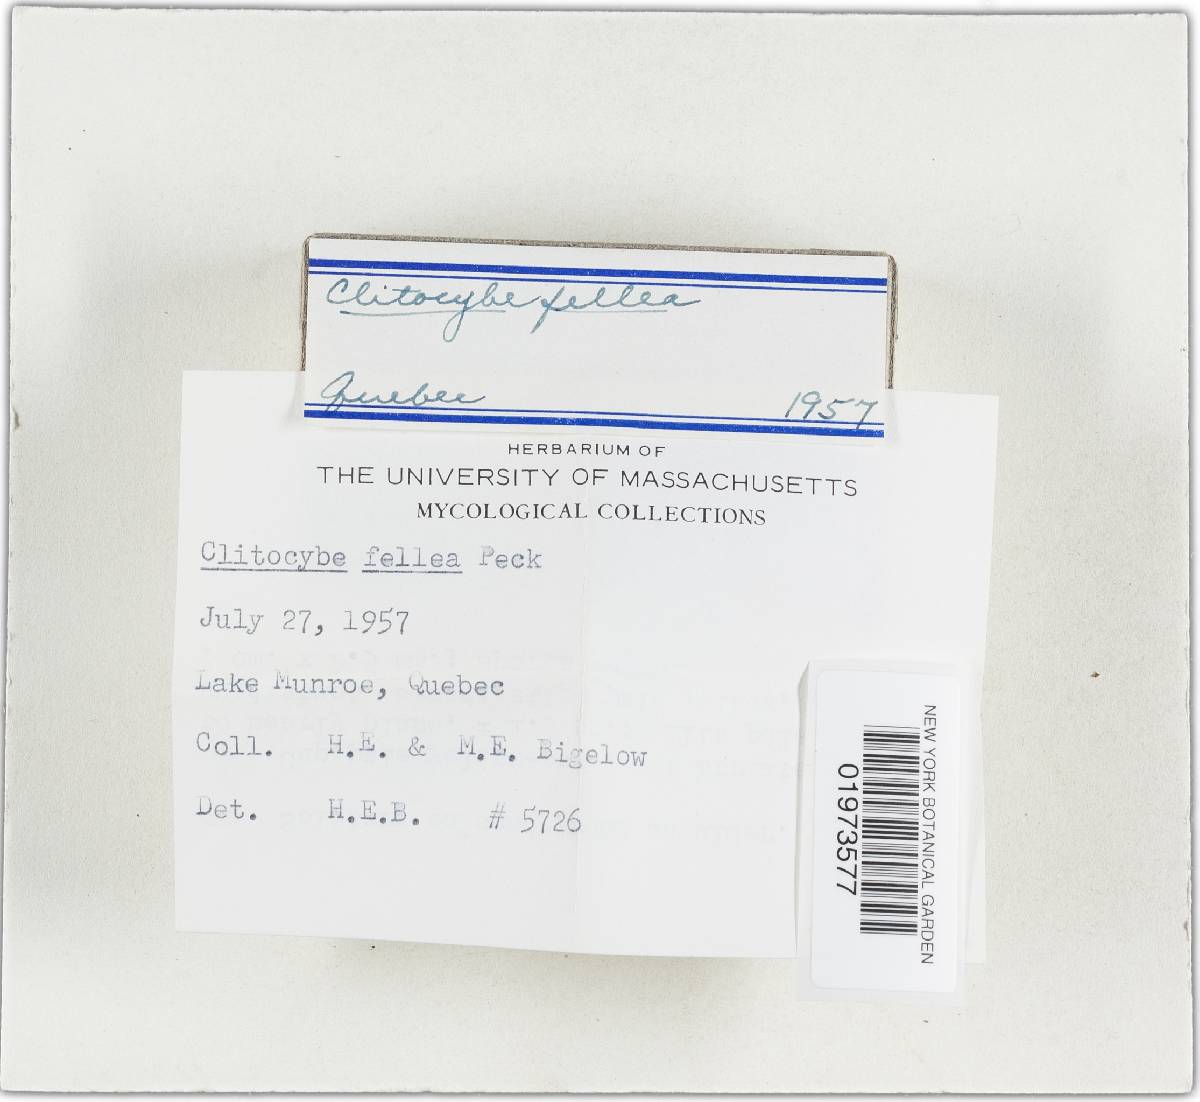 Clitocybe fellea
Quebec 1957
HERBARIUM OF
THE UNIVERSITY OF MASSACHUSETTS
MYCOLOGICAL COLLECTIONS
Clitocybe fellea Peck
July 27, 1957
Lake Munroe, Quebec
Coll. H.E. & M.E. Bigelow
Det. H.E.B. # 5726
NEW YORK BOTANICAL GARDEN
01973577